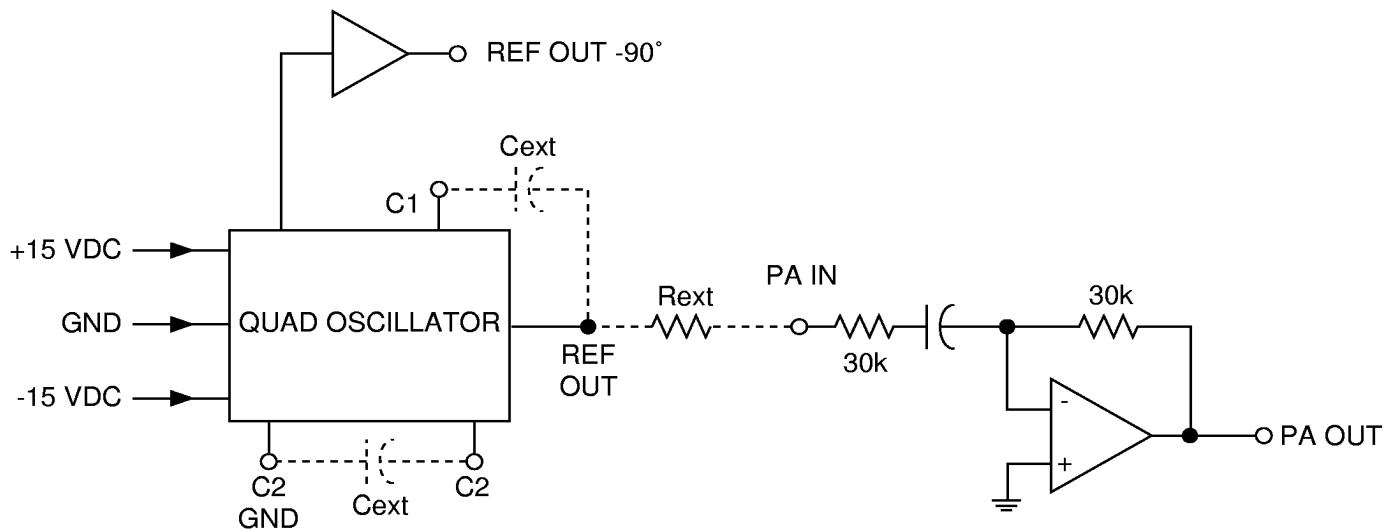 REF OUT -90°
Cext
C1
+15 VDC
PA IN
Rext
30k
GND
QUAD OSCILLATOR
REF
OUT
30k
-15 VDC
-
+
PA OUT
C2
GND
Cext
C2